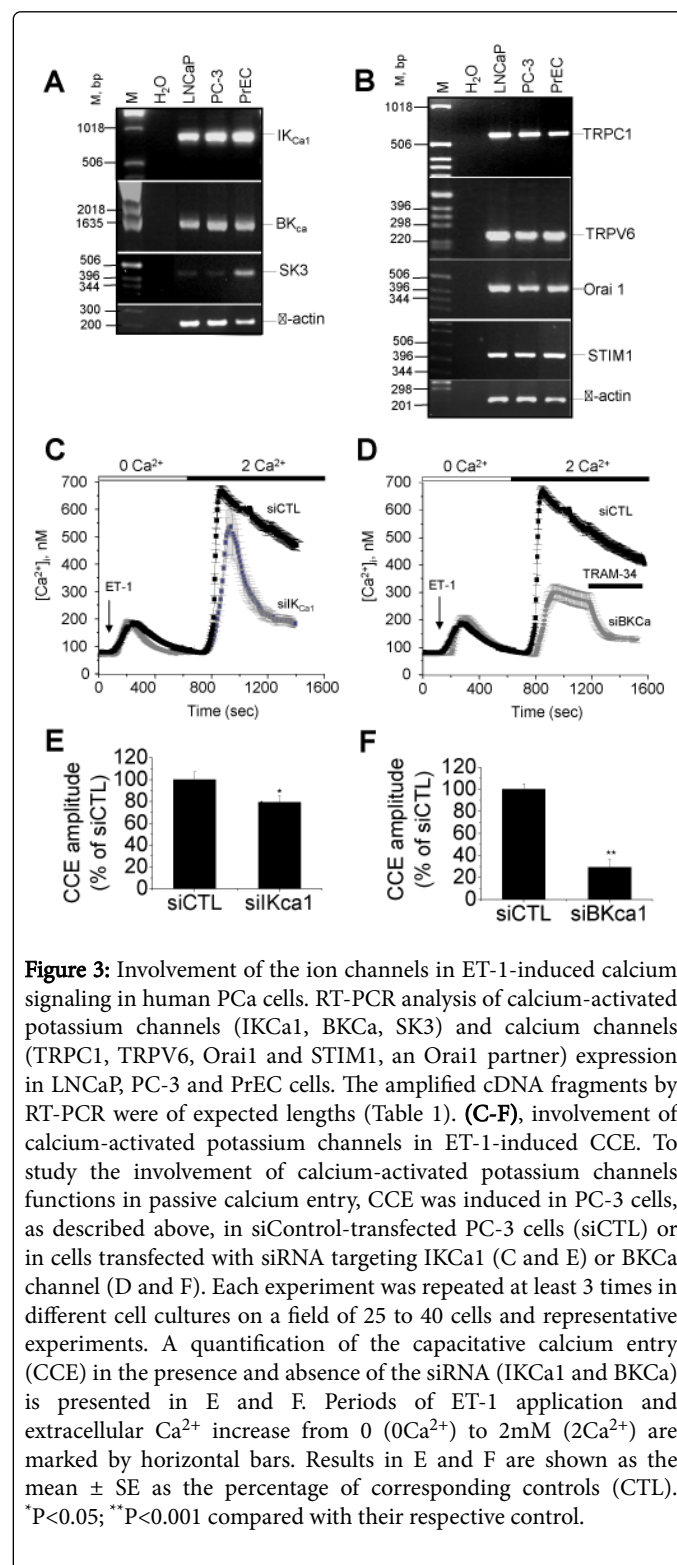 A
M, bp
M
H2O
LNCaP
PC-3
PrEC
1018
506
IKCa1
2018
1635
BKca
506
396
344
SK3
300
200
-actin
B
M, bp
M
H2O
LNCaP
PC-3
PrEC
1018
506
TRPC1
396
298
220
TRPV6
506
396
344
Orai 1
506
396
344
STIM1
298
201
-actin
C
0 Ca2+
2 Ca2+
700
600
500
400
300
200
100
0
[Ca2+]i, nM
ET-1
siCTL
siIKCa1
0 400 800 1200 1600
Time (sec)
D
0 Ca2+
2 Ca2+
700
600
500
400
300
200
100
0
[Ca2+]i, nM
ET-1
siCTL
TRAM-34
siBKCa
0 400 800 1200 1600
Time (sec)
E
120
100
80
60
40
20
0
CCE amplitude
(% of siCTL)
*
siCTL siIKca1
F
120
100
80
60
40
20
0
CCE amplitude
(% of siCTL)
**
siCTL siBKca1
Figure 3: Involvement of the ion channels in ET-1-induced calcium
signaling in human PCa cells. RT-PCR analysis of calcium-activated
potassium channels (IKCa1, BKCa, SK3) and calcium channels
(TRPC1, TRPV6, Orai1 and STIM1, an Orai1 partner) expression
in LNCaP, PC-3 and PrEC cells. The amplified cDNA fragments by
RT-PCR were of expected lengths (Table 1). (C-F), involvement of
calcium-activated potassium channels in ET-1-induced CCE. To
study the involvement of calcium-activated potassium channels
functions in passive calcium entry, CCE was induced in PC-3 cells,
as described above, in siControl-transfected PC-3 cells (siCTL) or
in cells transfected with siRNA targeting IKCa1 (C and E) or BKCa
channel (D and F). Each experiment was repeated at least 3 times in
different cell cultures on a field of 25 to 40 cells and representative
experiments. A quantification of the capacitative calcium entry
(CCE) in the presence and absence of the siRNA (IKCa1 and BKCa)
is presented in E and F. Periods of ET-1 application and
extracellular Ca2+ increase from 0 (0Ca2+) to 2mM (2Ca2+) are
marked by horizontal bars. Results in E and F are shown as the
mean ± SE as the percentage of corresponding controls (CTL).
*P<0.05; **P<0.001 compared with their respective control.